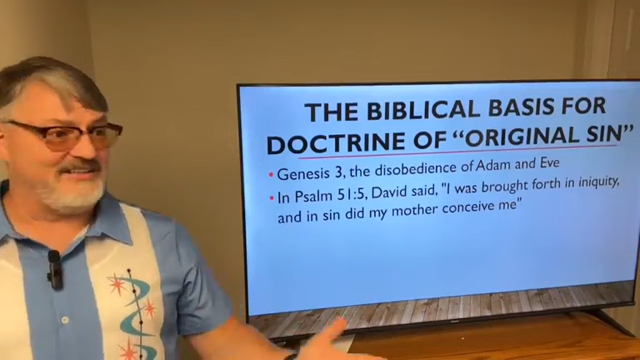 THE BIBLICAL BASIS FOR
DOCTRINE OF “ORIGINAL SIN”
• Genesis 3, the disobedience of Adam and Eve
• In Psalm 51:5, David said, "I was brought forth in iniquity,
and in sin did my mother conceive me"